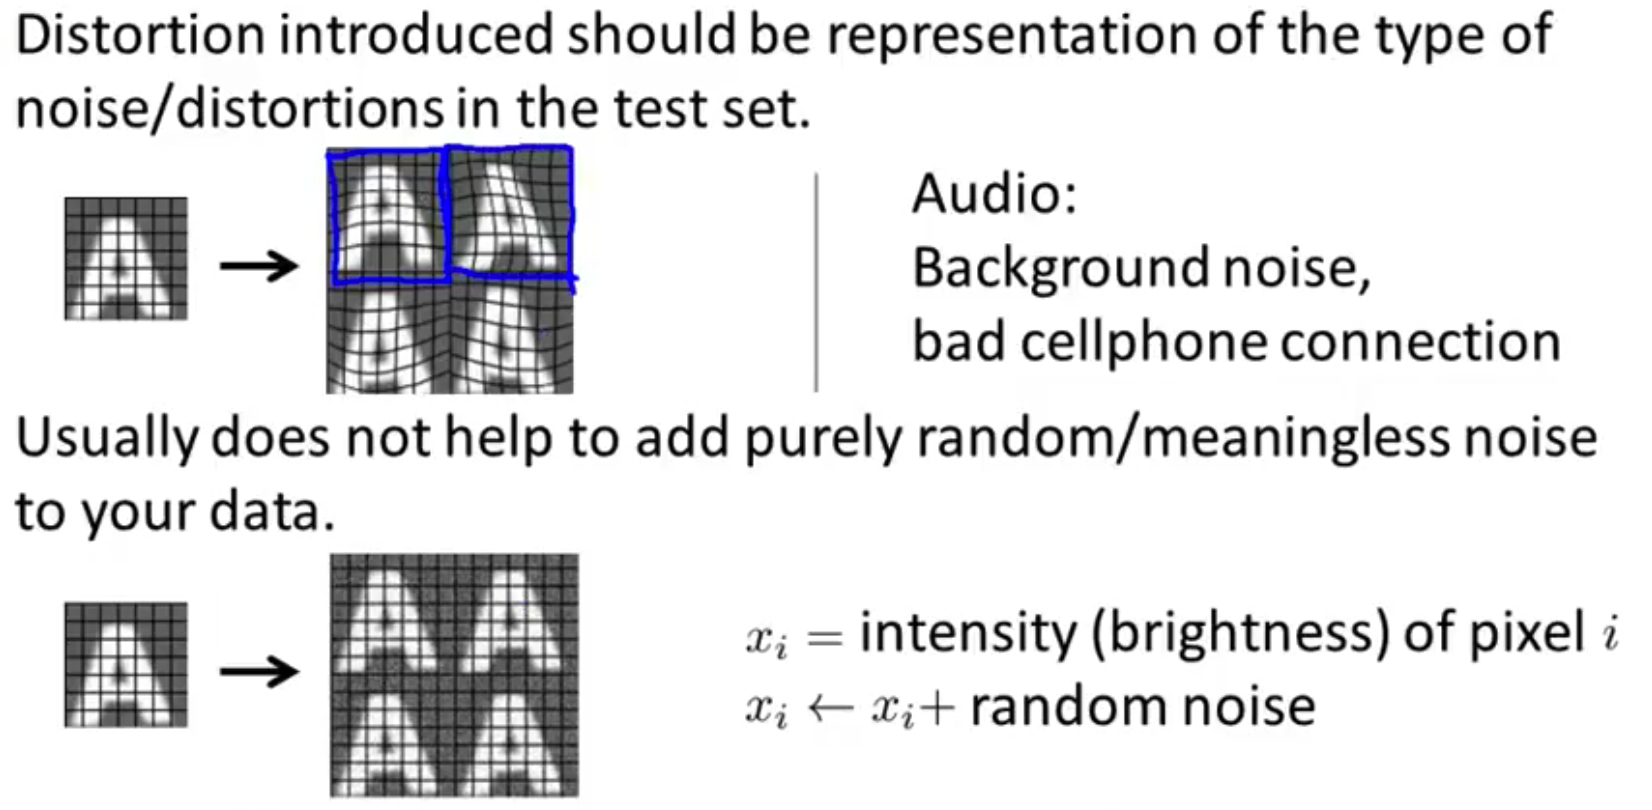 Distortion introduced should be representation of the type of
noise/distortions in the test set.
Audio:
Background noise,
bad cellphone connection
Usually does not help to add purely random/meaningless noise
to your data.
x_i = intensity (brightness) of pixel i
x_i ← x_i + random noise